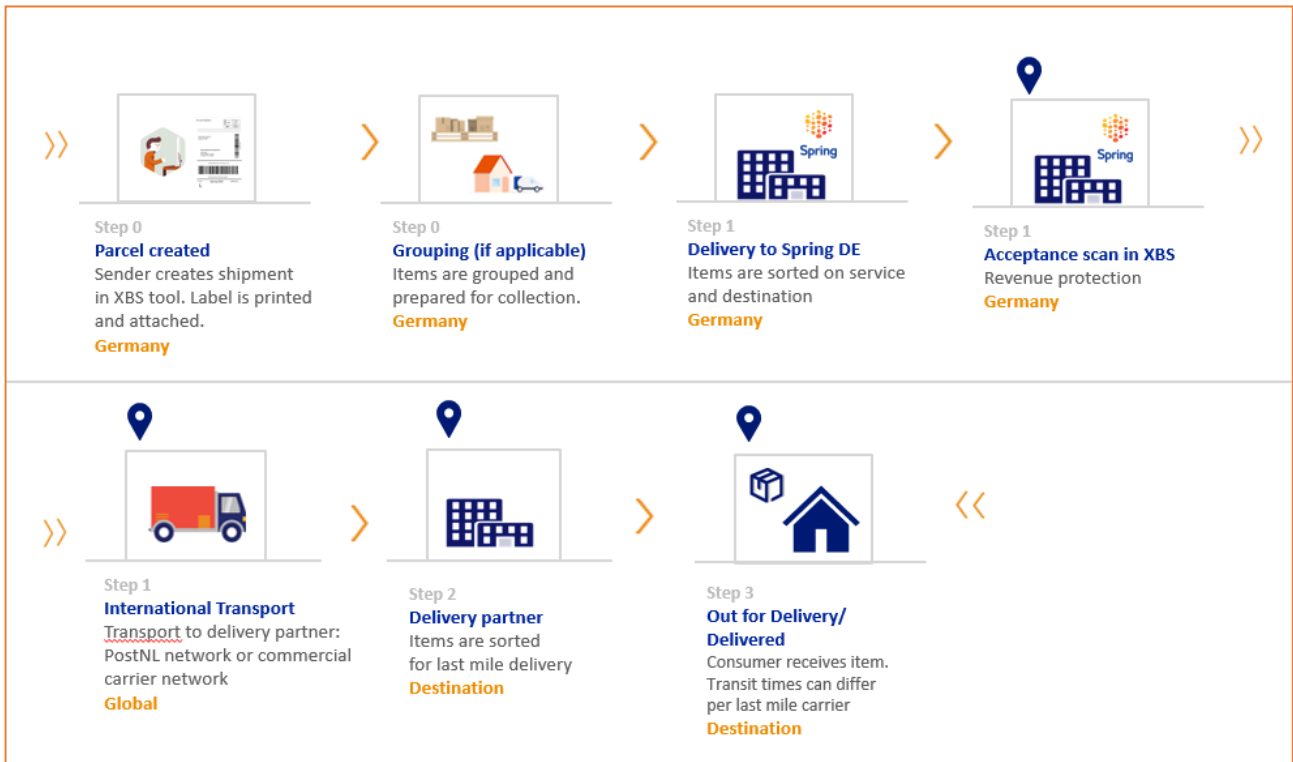 Step 0
Parcel created
Sender creates shipment
in XBS tool. Label is printed
and attached.
Germany
Step 0
Grouping (if applicable)
Items are grouped and
prepared for collection.
Germany
Spring
Step 1
Delivery to Spring DE
Items are sorted on service
and destination
Germany
Spring
Step 1
Acceptance scan in XBS
Revenue protection
Germany
Step 1
International Transport
Transport to delivery partner:
PostNL network or commercial
carrier network
Global
Step 2
Delivery partner
Items are sorted
for last mile delivery
Destination
Step 3
Out for Delivery/
Delivered
Consumer receives item.
Transit times can differ
per last mile carrier
Destination